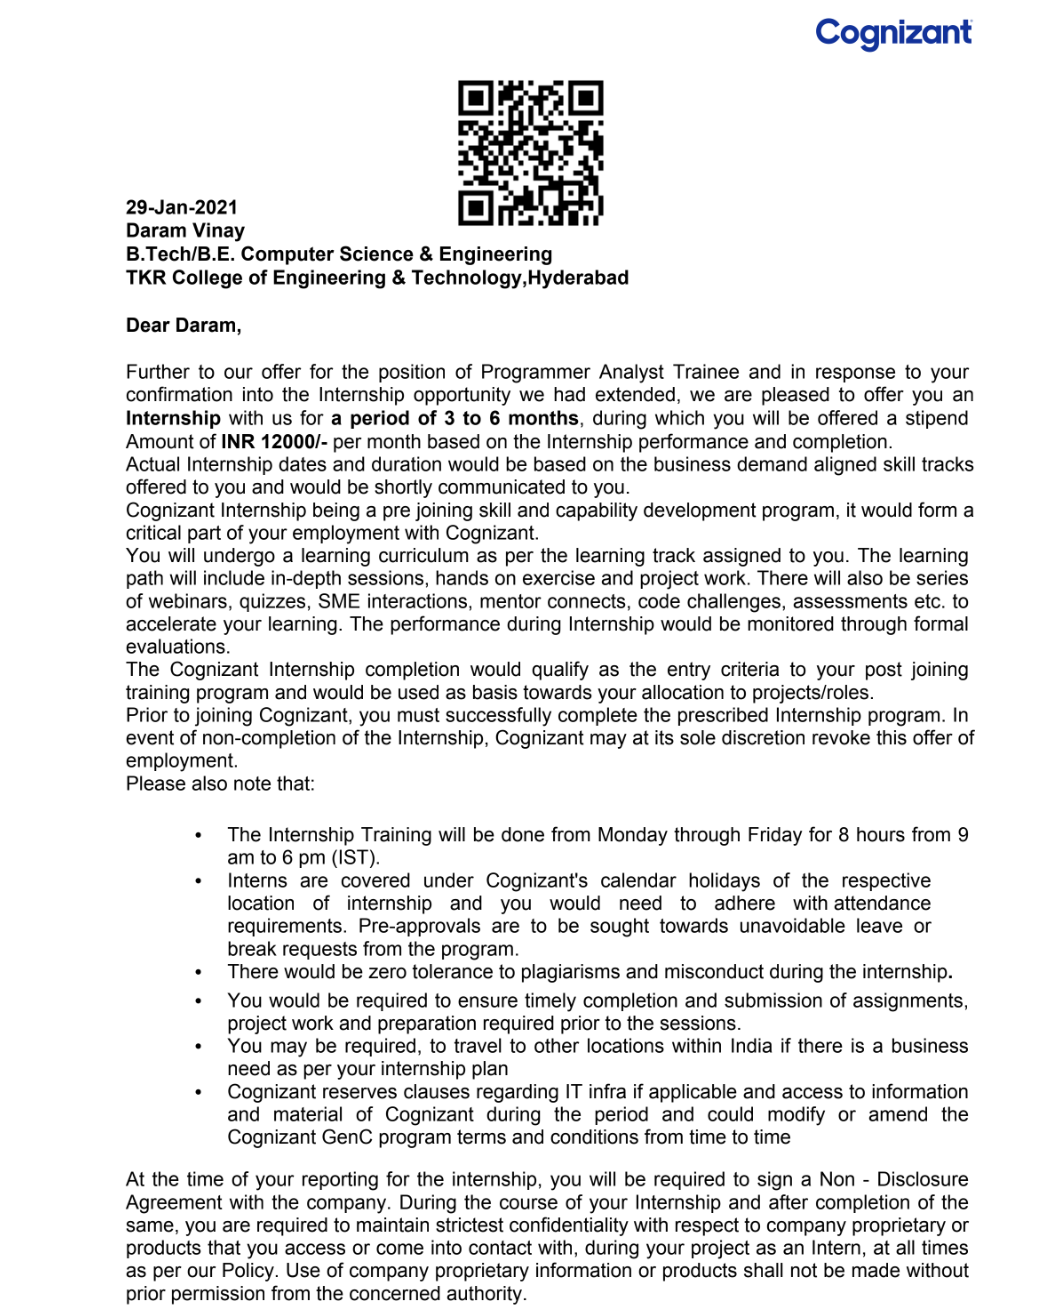 Cognizant
29-Jan-2021
Daram Vinay
B.Tech/B.E. Computer Science & Engineering
TKR College of Engineering & Technology,Hyderabad
Dear Daram,
Further to our offer for the position of Programmer Analyst Trainee and in response to your
confirmation into the Internship opportunity we had extended, we are pleased to offer you an
Internship with us for a period of 3 to 6 months, during which you will be offered a stipend
Amount of INR 12000/- per month based on the Internship performance and completion.
Actual Internship dates and duration would be based on the business demand aligned skill tracks
offered to you and would be shortly communicated to you.
Cognizant Internship being a pre joining skill and capability development program, it would form a
critical part of your employment with Cognizant.
You will undergo a learning curriculum as per the learning track assigned to you. The learning
path will include in-depth sessions, hands on exercise and project work. There will also be series
of webinars, quizzes, SME interactions, mentor connects, code challenges, assessments etc. to
accelerate your learning. The performance during Internship would be monitored through formal
evaluations.
The Cognizant Internship completion would qualify as the entry criteria to your post joining
training program and would be used as basis towards your allocation to projects/roles.
Prior to joining Cognizant, you must successfully complete the prescribed Internship program. In
event of non-completion of the Internship, Cognizant may at its sole discretion revoke this offer of
employment.
Please also note that:
• The Internship Training will be done from Monday through Friday for 8 hours from 9
am to 6 pm (IST).
• Interns are covered under Cognizant's calendar holidays of the respective
location of internship and you would need to adhere with attendance
requirements. Pre-approvals are to be sought towards unavoidable leave or
break requests from the program.
• There would be zero tolerance to plagiarisms and misconduct during the internship.
• You would be required to ensure timely completion and submission of assignments,
project work and preparation required prior to the sessions.
• You may be required, to travel to other locations within India if there is a business
need as per your internship plan
• Cognizant reserves clauses regarding IT infra if applicable and access to information
and material of Cognizant during the period and could modify or amend the
Cognizant GenC program terms and conditions from time to time
At the time of your reporting for the internship, you will be required to sign a Non - Disclosure
Agreement with the company. During the course of your Internship and after completion of the
same, you are required to maintain strictest confidentiality with respect to company proprietary or
products that you access or come into contact with, during your project as an Intern, at all times
as per our Policy. Use of company proprietary information or products shall not be made without
prior permission from the concerned authority.